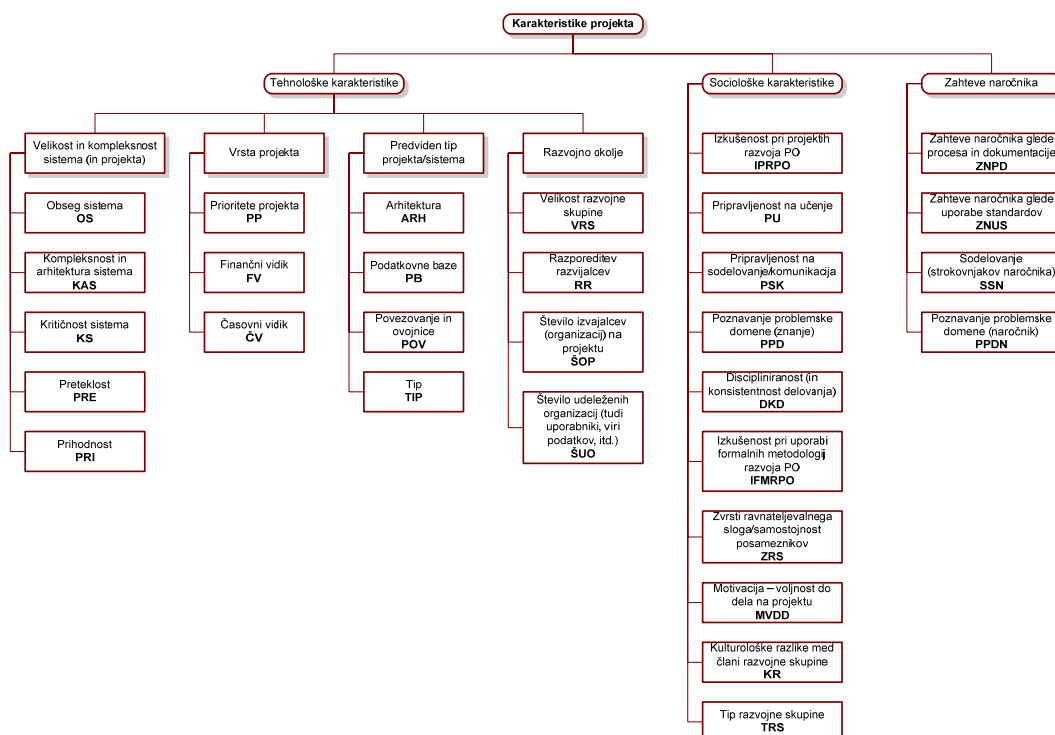 Karakteristike projekta
Tehnološke karakteristike
Sociološke karakteristike
Zahteve naročnika
Velikost in kompleksnost
sistema (in projekta)
Obseg sistema
OS
Kompleksnost in
arhitektura sistema
KAS
Kritičnost sistema
KS
Preteklost
PRE
Prihodnost
PRI
Vrsta projekta
Prioritete projekta
PP
Finančni vidik
FV
Časovni vidik
ČV
Predviden tip
projekta/sistema
Arhitektura
ARH
Podatkovne baze
PB
Povezovanje in
ovojnice
POV
Tip
TIP
Razvojno okolje
Velikost razvojne
skupine
VRS
Razporeditev
razvijalcev
RR
Število izvajalcev
(organizacij) na
projektu
ŠOP
Število udeleženih
organizacij (tudi
uporabniki, viri
podatkov, itd.)
ŠUO
Izkušenost pri projektih
razvoja PO
IPRPO
Pripravljenost na učenje
PU
Pripravljenost na
sodelovanje/komunikacija
PSK
Poznavanje problemske
domene (znanje)
PPD
Discipliniranost (in
konsistentnost delovanja)
DKD
Izkušenost pri uporabi
formalnih metodologij
razvoja PO
IFMRPO
Zvrsti ravnateljevalnega
sloga/samostojnost
posameznikov
ZRS
Motivacija – voljnost do
dela na projektu
MVDD
Kulturološke razlike med
člani razvojne skupine
KR
Tip razvojne skupine
TRS
Zahteve naročnika glede
procesa in dokumentacije
ZNPD
Zahteve naročnika glede
uporabe standardov
ZNUS
Sodelovanje
(strokovnjakov naročnika)
SSN
Poznavanje problemske
domene (naročnik)
PPDN